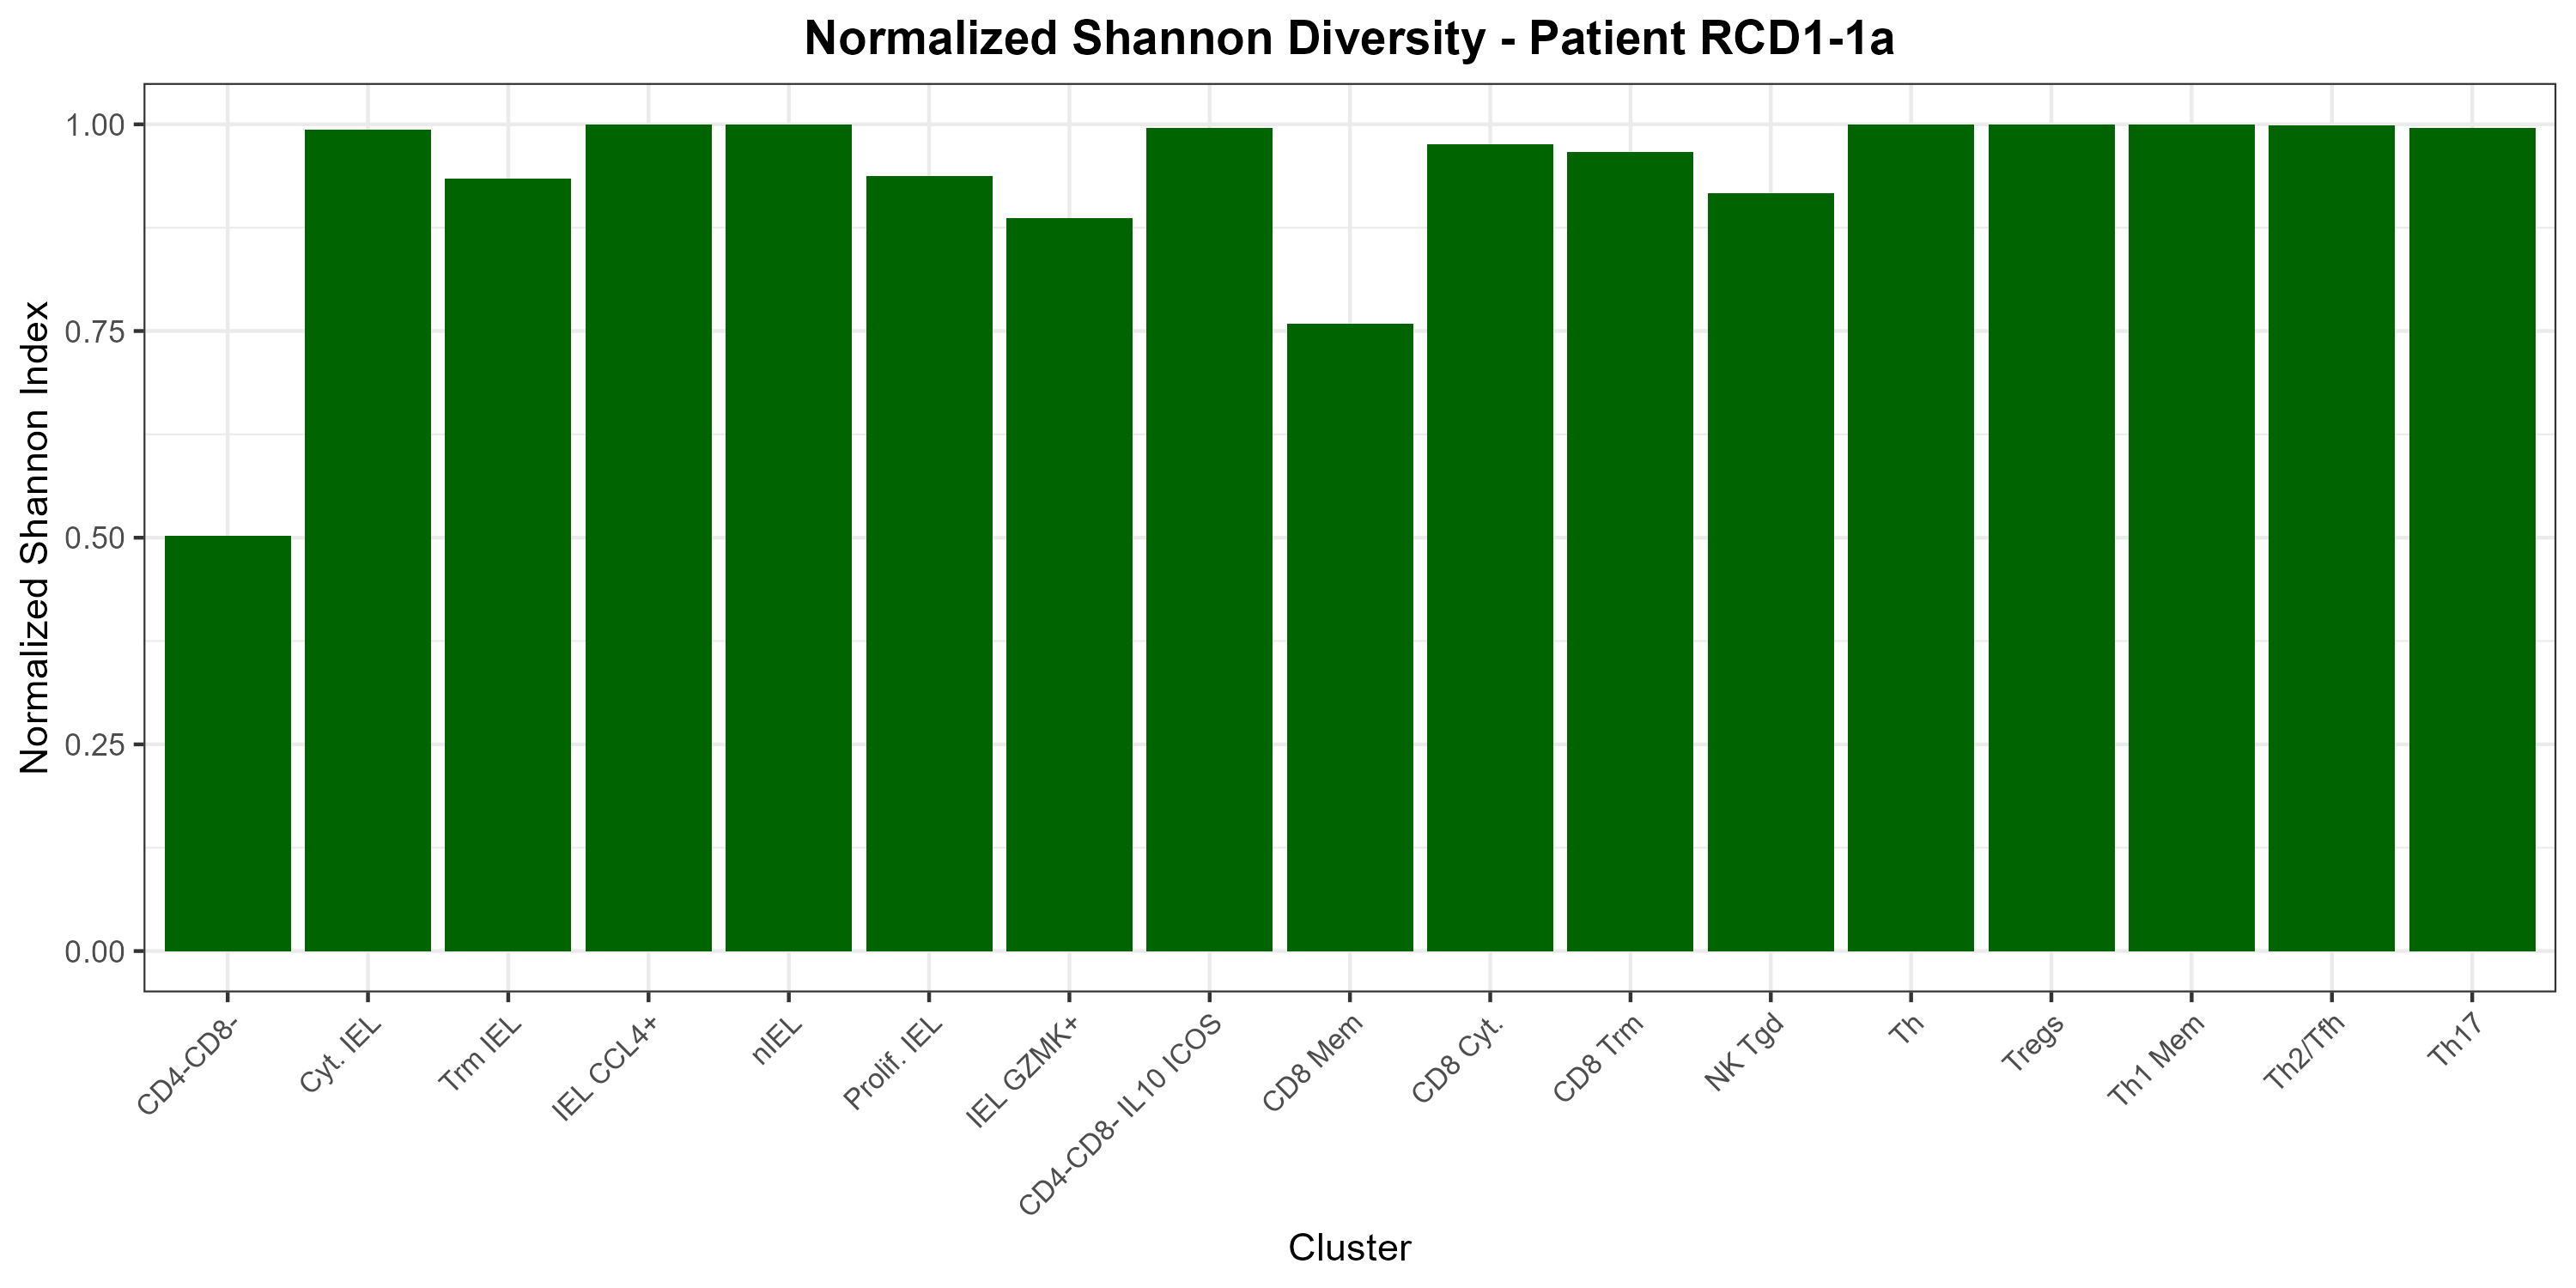 Normalized Shannon Diversity - Patient RCD1-1a
Normalized Shannon Index
1.00
0.75
0.50
0.25
0.00
CD4-CD8-
Cyt. IEL
Trm IEL
IEL CCL4+
nIEL
Prolif. IEL
IEL GZMK+
CD4-CD8- IL10 ICOS
CD8 Mem
CD8 Cyt.
CD8 Trm
NK Tgd
Th
Tregs
Th1 Mem
Th2/Tfh
Th17
Cluster